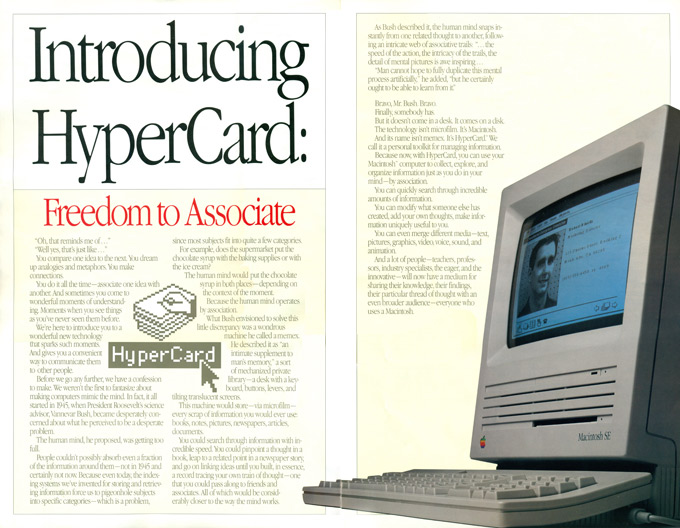 Introducing
HyperCard:
Freedom to Associate
“Oh, that reminds me of. . .”
“Well yes, that’s just like . . .”
You compare one idea to the next. You dream
up analogies and metaphors. You make
connections.
You do it all the time—associate one idea with
another. And sometimes you come to
wonderful moments of understand-
ing. Moments when you see things
as you’ve never seen them before.
We’re here to introduce you to a
wonderful new technology
that sparks such moments.
And gives you a convenient
way to communicate them
to other people.
Before we go any further, we have a confession
to make. We weren’t the first to fantasize about
making computers mimic the mind. In fact, it all
started in 1945, when President Roosevelt’s science
advisor, Vannevar Bush, became desperately con-
cerned about what he perceived to be a desperate
problem.
The human mind, he proposed, was getting too
full.
People couldn’t possibly absorb even a fraction
of the information around them—not in 1945 and
certainly not now. Because even today, the index-
ing systems we’ve invented for storing and retriev-
ing information force us to pigeonhole subjects
into specific categories—which is a problem,
HyperCard
since most subjects fit into quite a few categories.
For example, does the supermarket put the
chocolate syrup with the baking supplies or with
the ice cream?
The human mind would put the chocolate
syrup in both places—depending on
the context of the moment.
Because the human mind operates
by association.
What Bush envisioned to solve this
little discrepancy was a wondrous
machine he called a memex.
He described it as “an
intimate supplement to
man’s memory,” a sort
of mechanized private
library—a desk with a key-
board, buttons, levers, and
tilting translucent screens.
This machine would store—via microfilm—
every scrap of information you would ever use:
books, notes, pictures, newspapers, articles,
documents.
You could search through information with in-
credible speed. You could pinpoint a thought in a
book, leap to a related point in a newspaper story,
and go on linking ideas until you built, in essence,
a record tracing your own train of thought—one
that you could pass along to friends and
associates. All of which would be consid-
erably closer to the way the mind works.
As Bush described it, the human mind snaps in-
stantly from one related thought to another, follow-
ing an intricate web of associative trails: “. . . the
speed of the action, the intricacy of the trails, the
detail of mental pictures is awe inspiring . . .
“Man cannot hope to fully duplicate this mental
process artificially,” he added, “but he certainly
ought to be able to learn from it.”
Bravo, Mr. Bush. Bravo.
Finally, somebody has.
But it doesn’t come in a desk. It comes on a disk.
The technology isn’t microfilm. It’s Macintosh.
And its name isn’t memex. It’s HyperCard.™ We
call it a personal toolkit for managing information.
Because now, with HyperCard, you can use your
Macintosh™ computer to collect, explore, and
organize information just as you do in your
mind—by association.
You can quickly search through incredible
amounts of information.
You can modify what someone else has
created, add your own thoughts, make infor-
mation uniquely useful to you.
You can even merge different media—text,
pictures, graphics, video, voice, sound, and
animation.
And a lot of people—teachers, profes-
sors, industry specialists, the eager, and the
innovative—will now have a medium for
sharing their knowledge, their findings,
their particular thread of thought with an
even broader audience—everyone who
uses a Macintosh.
Macintosh SE